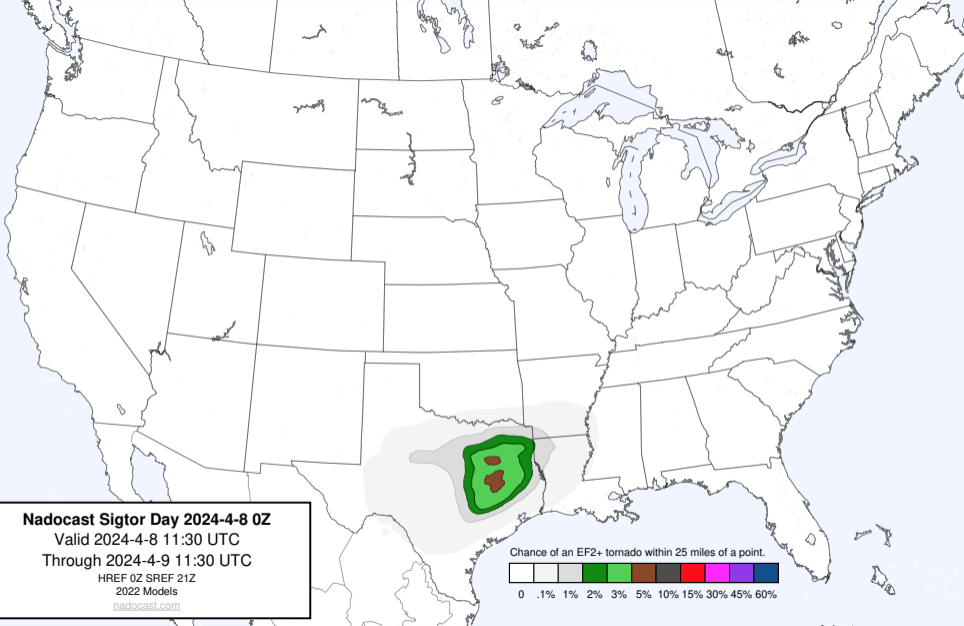 Nadocast Sigtor Day 2024-4-8 0Z
Valid 2024-4-8 11:30 UTC
Through 2024-4-9 11:30 UTC
HREF 0Z SREF 21Z
2022 Models
nadocast.com
Chance of an EF2+ tornado within 25 miles of a point.
0 .1% 1% 2% 3% 5% 10% 15% 30% 45% 60%